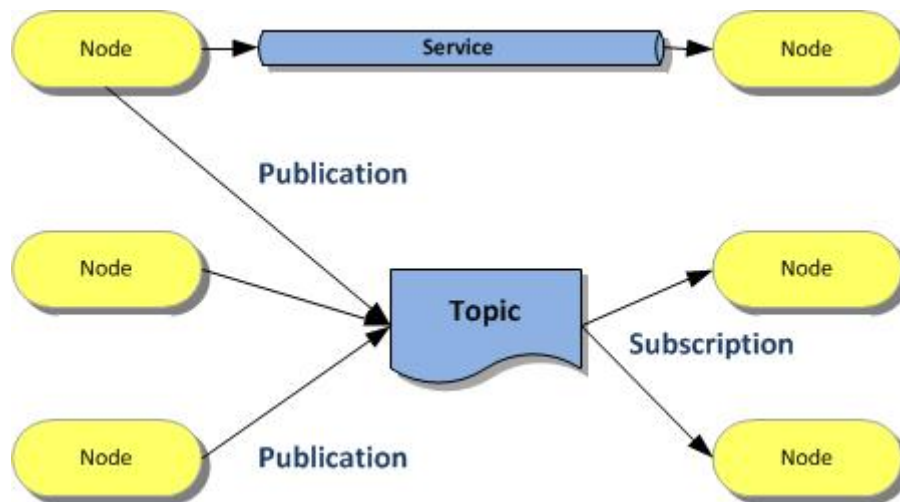 Node
Service
Node
Publication
Node
Topic
Node
Subscription
Node
Publication
Node